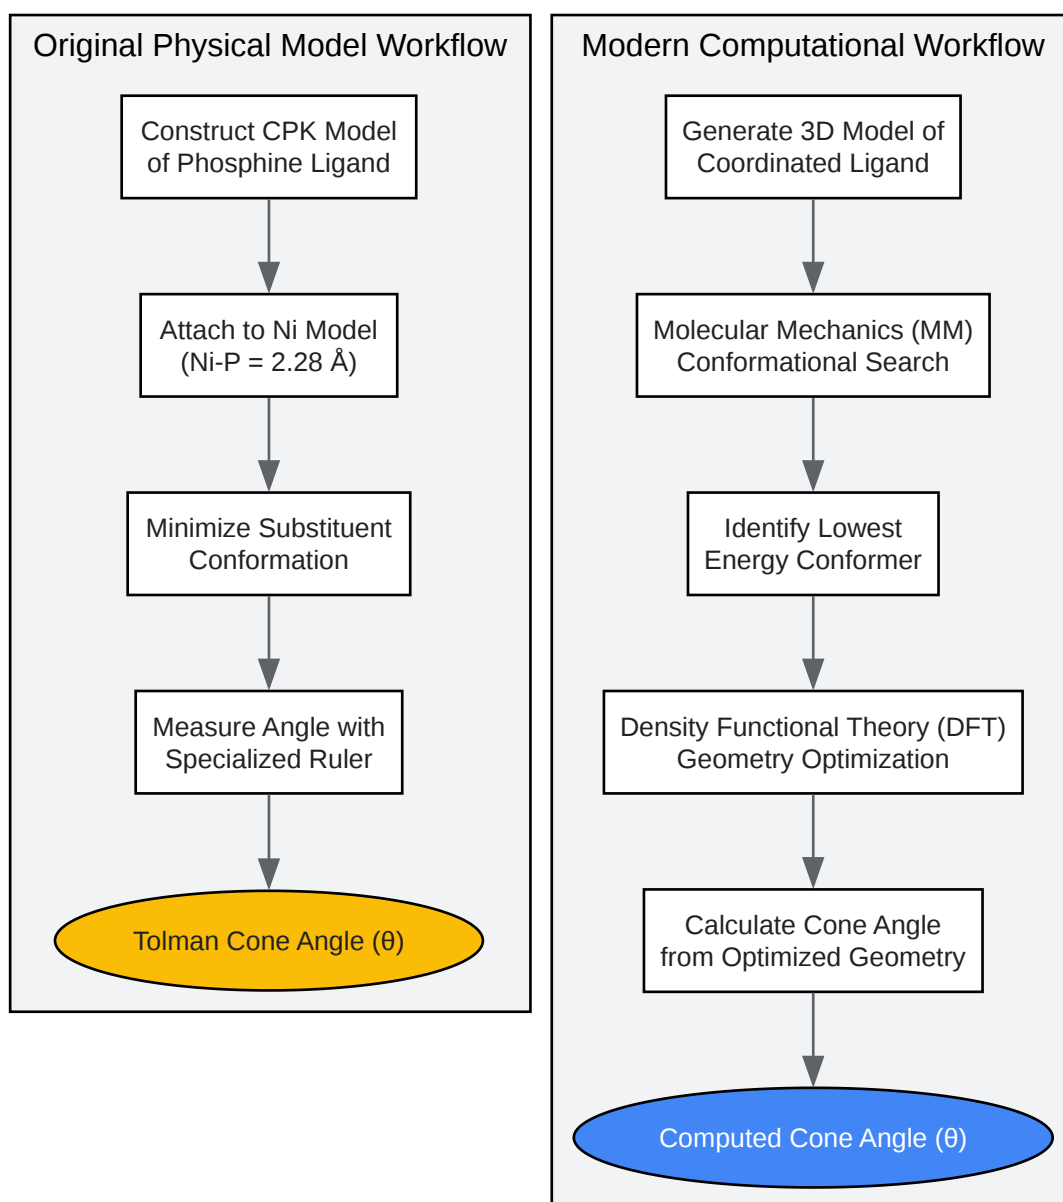 Original Physical Model Workflow
Construct CPK Model
of Phosphine Ligand
Attach to Ni Model
(Ni-P = 2.28 Å)
Minimize Substituent
Conformation
Measure Angle with
Specialized Ruler
Tolman Cone Angle (θ)
Modern Computational Workflow
Generate 3D Model of
Coordinated Ligand
Molecular Mechanics (MM)
Conformational Search
Identify Lowest
Energy Conformer
Density Functional Theory (DFT)
Geometry Optimization
Calculate Cone Angle
from Optimized Geometry
Computed Cone Angle (θ)